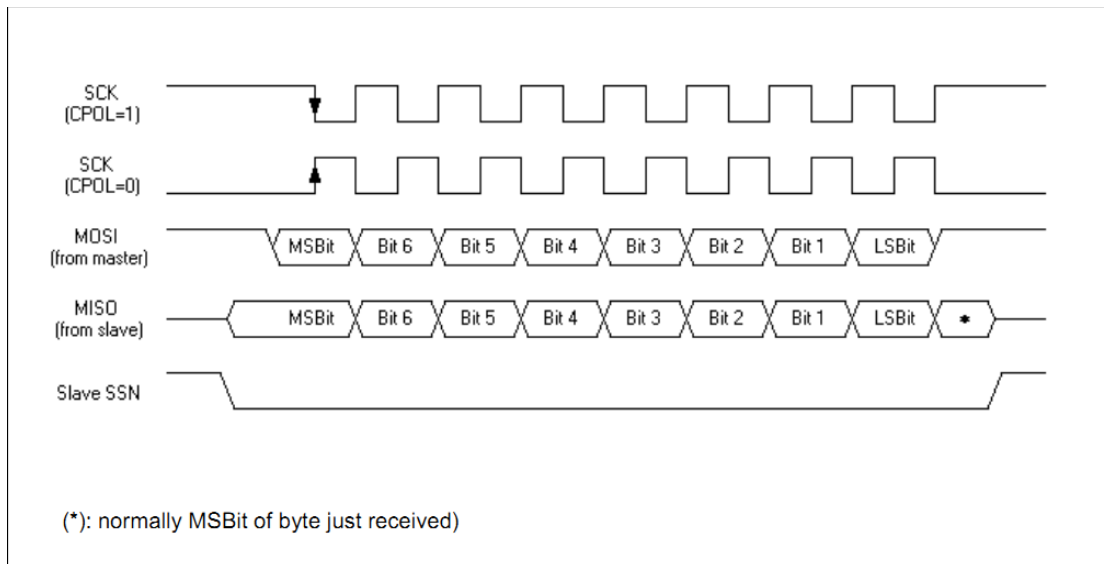 SCK
(CPOL=1)
SCK
(CPOL=0)
MOSI
(from master)
MSBit Bit 6 Bit 5 Bit 4 Bit 3 Bit 2 Bit 1 LSBit
MISO
(from slave)
MSBit Bit 6 Bit 5 Bit 4 Bit 3 Bit 2 Bit 1 LSBit *
Slave SSN
(*): normally MSBit of byte just received)